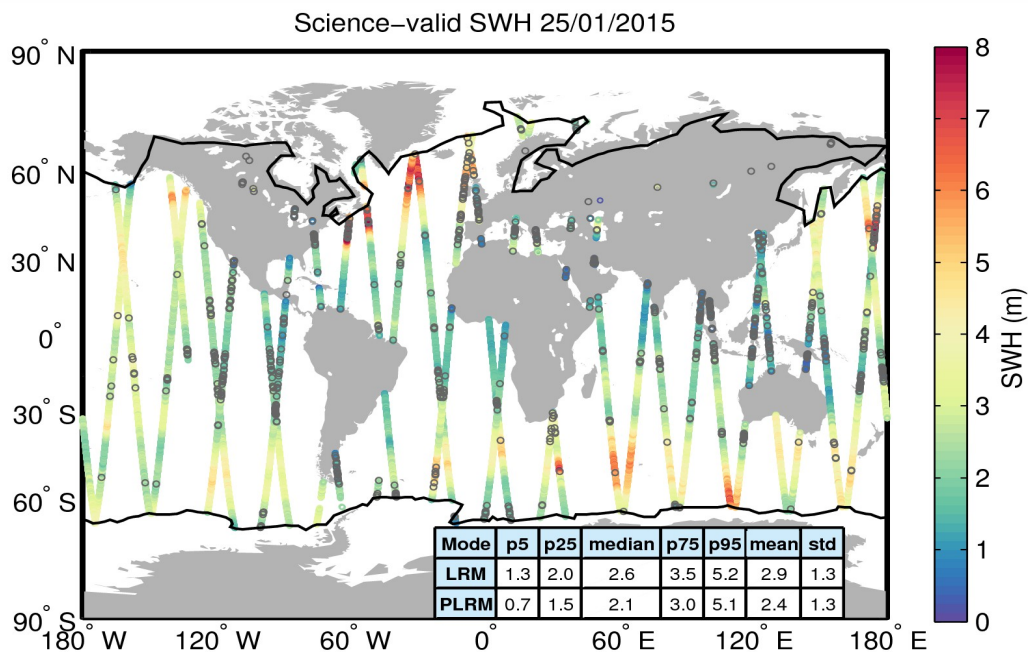 Science−valid SWH 25/01/2015
90° N
60° N
30° N
0°
30° S
60° S
90° S
180° W
120° W
60° W
0°
60° E
120° E
180° E
Mode p5 p25 median p75 p95 mean std
LRM 1.3 2.0 2.6 3.5 5.2 2.9 1.3
PLRM 0.7 1.5 2.1 3.0 5.1 2.4 1.3
8
7
6
5
4
3
2
1
0
SWH (m)